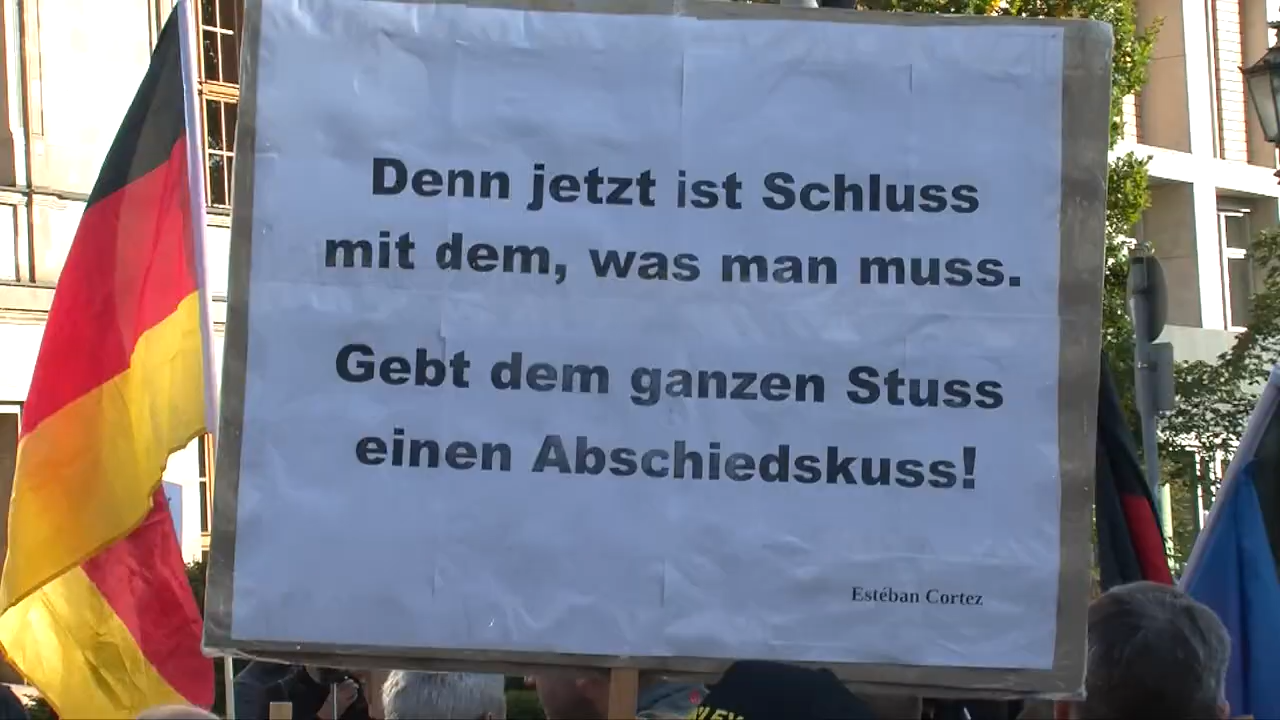 Denn jetzt ist Schluss
mit dem, was man muss.
Gebt dem ganzen Stuss
einen Abschiedskuss!
Estéban Cortez